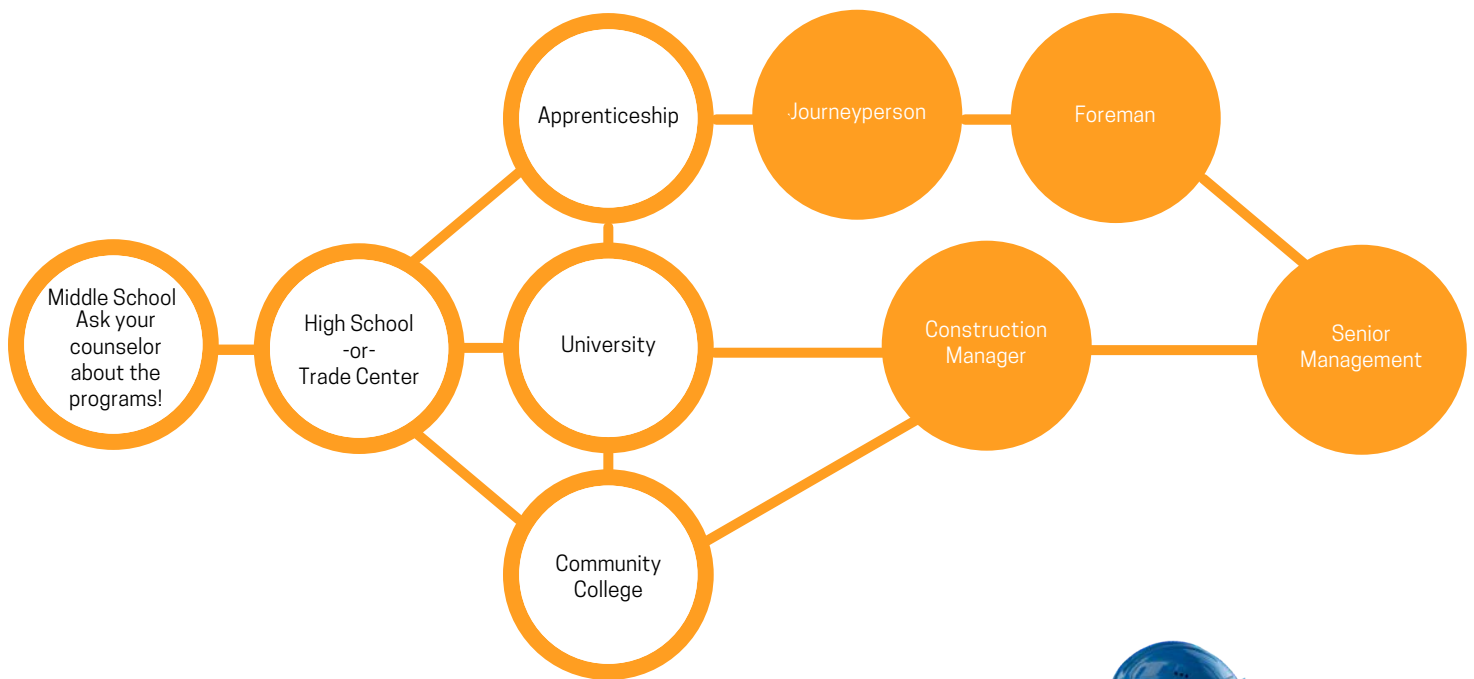 Apprenticeship
Journeyperson
Foreman
Middle School
Ask your
counselor
about the
programs!
High School
-or-
Trade Center
University
Construction
Manager
Senior
Management
Community
College